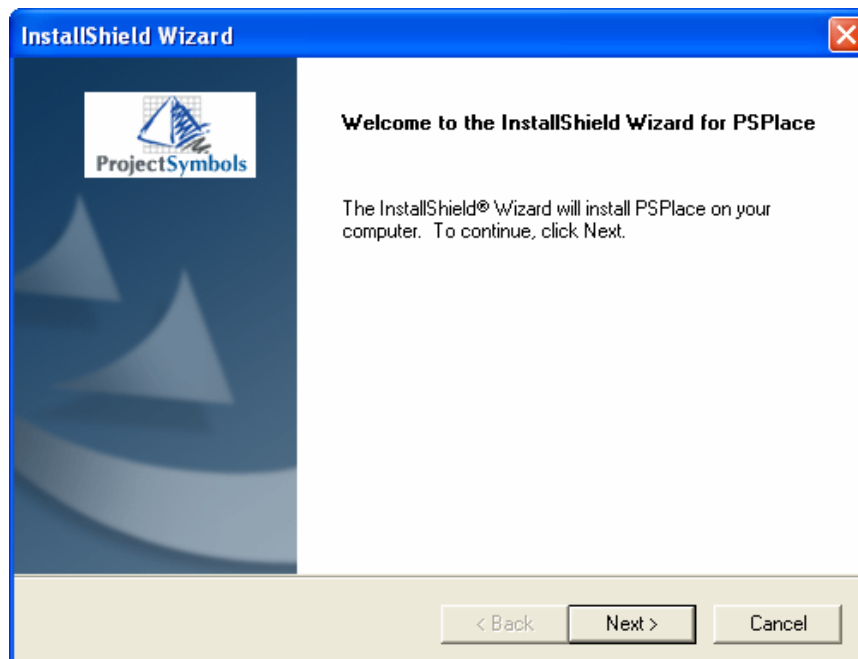 InstallShield Wizard
ProjectSymbols
Welcome to the InstallShield Wizard for PSPlace
The InstallShield® Wizard will install PSPlace on your
computer. To continue, click Next.
< Back
Next >
Cancel